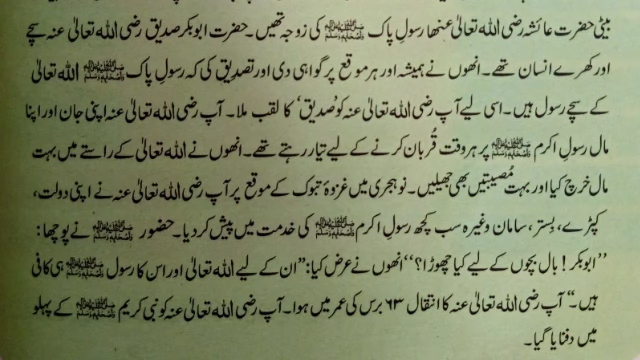 بیٹی حضرت عائشہ رضی اللہ تعالیٰ عنھا رسولِ پاک ﷺ کی زوجہ تھیں۔ حضرت ابوبکر صدیق رضی اللہ تعالیٰ عنہ سچے
اور کھرے انسان تھے۔ انھوں نے ہمیشہ اور ہر موقع پر گواہی دی اور تصدیق کی کہ رسولِ پاک ﷺ اللہ تعالیٰ
کے سچے رسول ہیں۔ اسی لیے آپ رضی اللہ تعالیٰ عنہ کو ’صدیق‘ کا لقب ملا۔ آپ رضی اللہ تعالیٰ عنہ اپنی جان اور اپنا
مال رسولِ اکرم ﷺ پر ہر وقت قُربان کرنے کے لیے تیار رہتے تھے۔ انھوں نے اللہ تعالیٰ کے راستے میں بہت
مال خرچ کیا اور بہت مُصیبتیں بھی جھیلیں۔ نو ہجری میں غزوۂ تبوک کے موقع پر آپ رضی اللہ تعالیٰ عنہ نے اپنی دولت،
کپڑے، بستر، سامان وغیرہ سب کچھ رسولِ اکرم ﷺ کی خدمت میں پیش کر دیا۔ حضور ﷺ نے پوچھا:
’’ابوبکر! بال بچوں کے لیے کیا چھوڑا؟‘‘ انھوں نے عرض کیا: ’’ان کے لیے اللہ تعالیٰ اور اس کا رسول ﷺ ہی کافی
ہیں۔‘‘ آپ رضی اللہ تعالیٰ عنہ کا انتقال ۶۳ برس کی عمر میں ہوا۔ آپ رضی اللہ تعالیٰ عنہ کو نبی کریم ﷺ کے پہلو
میں دفنایا گیا۔